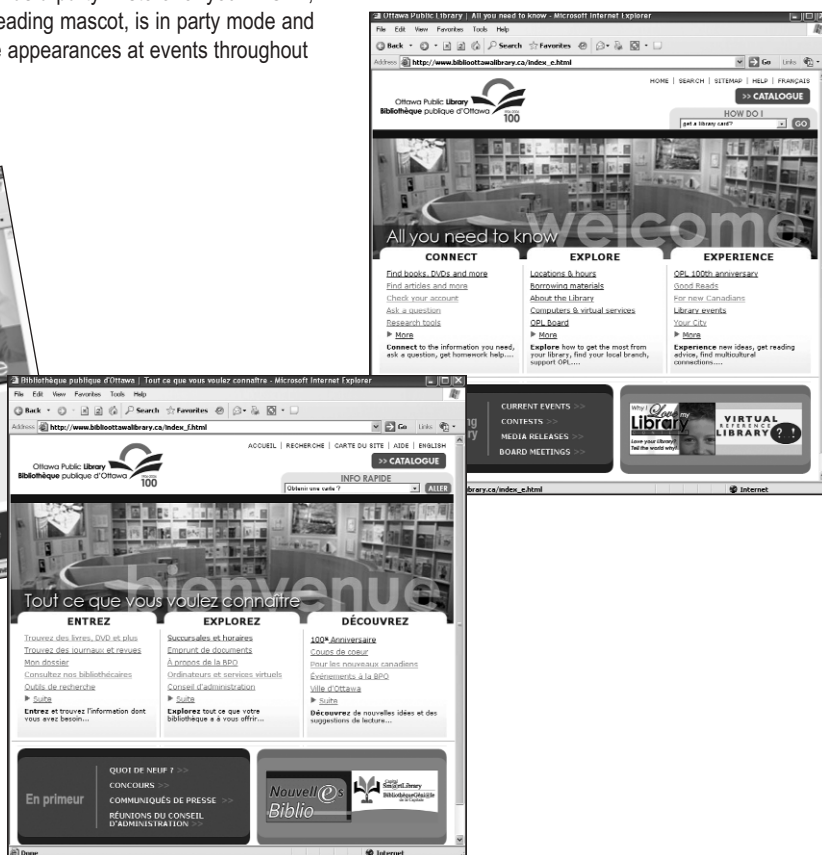 eading mascot, is in party mode and
e appearances at events throughout
Ottawa Public Library | All you need to know - Microsoft Internet Explorer
File Edit View Favorites Tools Help
Back Search Favorites
Address http://www.biblioottawalibrary.ca/index_e.html Go Links
HOME | SEARCH | SITEMAP | HELP | FRANÇAIS
Ottawa Public Library
Bibliothèque publique d'Ottawa
100
>> CATALOGUE
HOW DO I
get a library card? GO
welcome
All you need to know
CONNECT
Find books, DVDs and more
Find articles and more
Check your account
Ask a question
Research tools
More
Connect to the information you need,
ask a question, get homework help....
EXPLORE
Locations & hours
Borrowing materials
About the Library
Computers & virtual services
OPL Board
More
Explore how to get the most from
your library, find your local branch,
support OPL....
EXPERIENCE
OPL 100th anniversary
Good Reads
For new Canadians
Library events
Your City
More
Experience new ideas, get reading
advice, find multicultural
connections....
CURRENT EVENTS >>
CONTESTS >>
MEDIA RELEASES >>
BOARD MEETINGS >>
Why I Love my
Library
Love your library?
Tell the world why!
VIRTUAL
REFERENCE
LIBRARY ?!
brary.ca/index_e.html Internet
Bibliothèque publique d'Ottawa | Tout ce que vous voulez connaître - Microsoft Internet Explorer
File Edit View Favorites Tools Help
Back Search Favorites
Address http://www.biblioottawalibrary.ca/index_f.html Go Links
ACCUEIL | RECHERCHE | CARTE DU SITE | AIDE | ENGLISH
Ottawa Public Library
Bibliothèque publique d'Ottawa
100
>> CATALOGUE
INFO RAPIDE
Obtenir une carte ? ALLER
bienvenue
Tout ce que vous voulez connaître
ENTREZ
Trouvez des livres, DVD et plus
Trouvez des journaux et revues
Mon dossier
Consultez nos bibliothécaires
Outils de recherche
Suite
Entrez et trouvez l'information dont
vous avez besoin...
EXPLOREZ
Succursales et horaires
Emprunt de documents
À propos de la BPO
Ordinateurs et services virtuels
Conseil d'administration
Suite
Explorez tout ce que votre
bibliothèque a à vous offrir...
DÉCOUVREZ
100e Anniversaire
Coups de coeur
Pour les nouveaux canadiens
Événements à la BPO
Ville d'Ottawa
Suite
Découvrez de nouvelles idées et des
suggestions de lecture...
En primeur
QUOI DE NEUF ? >>
CONCOURS >>
COMMUNIQUÉS DE PRESSE >>
RÉUNIONS DU CONSEIL
D'ADMINISTRATION >>
Nouvell@s
Biblio
de la Capitale
Done Internet